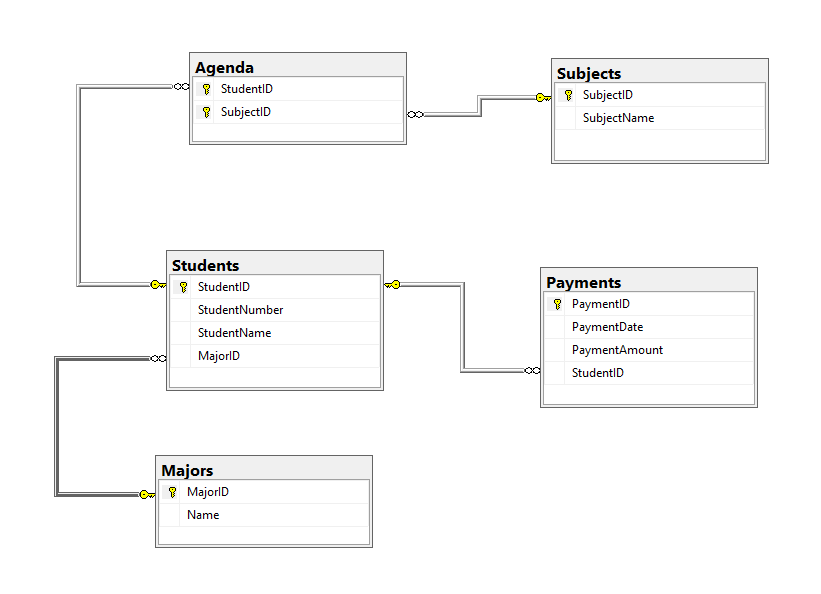 Agenda
StudentID
SubjectID
Subjects
SubjectID
SubjectName
Students
StudentID
StudentNumber
StudentName
MajorID
Payments
PaymentID
PaymentDate
PaymentAmount
StudentID
Majors
MajorID
Name